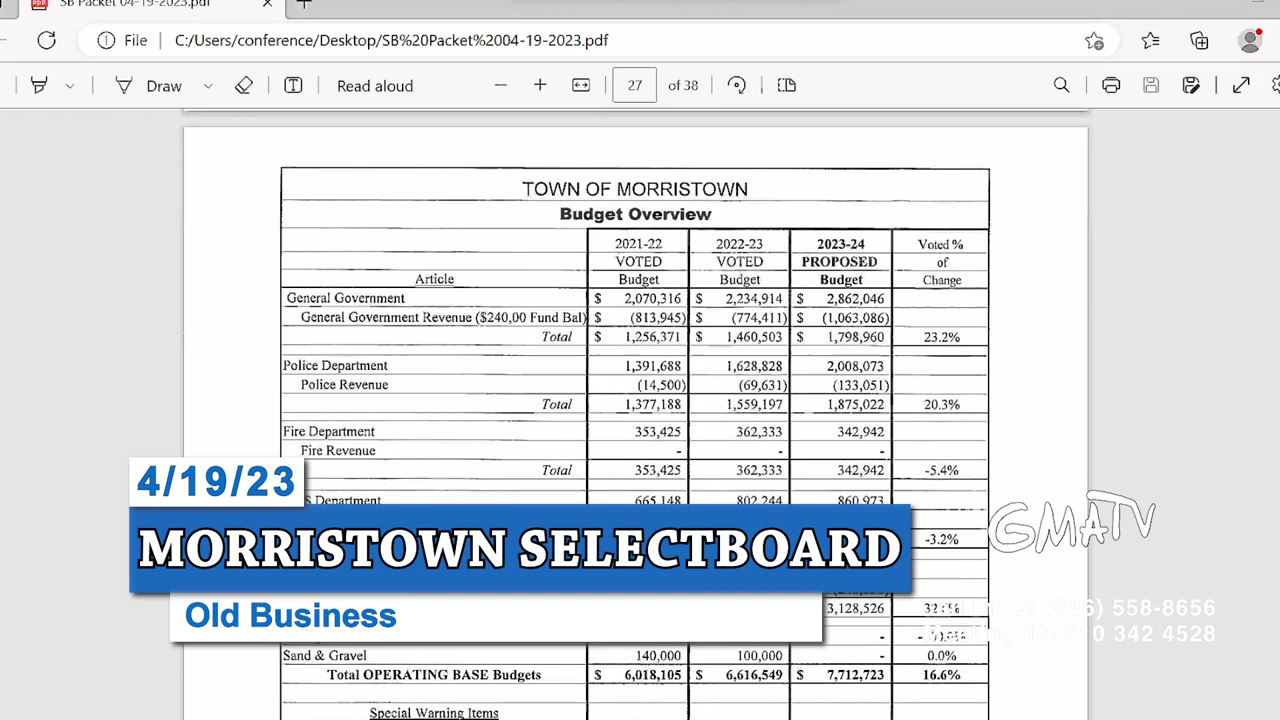 SB Packet 04-19-2023.pdf
File C:/Users/conference/Desktop/SB%20Packet%2004-19-2023.pdf
Draw Read aloud 27 of 38
TOWN OF MORRISTOWN
Budget Overview
2021-22 2022-23 2023-24 Voted %
VOTED VOTED PROPOSED of
Article Budget Budget Budget Change
General Government $ 2,070,316 $ 2,234,914 $ 2,862,046
General Government Revenue ($240,00 Fund Bal) $ (813,945) $ (774,411) $ (1,063,086)
Total $ 1,256,371 $ 1,460,503 $ 1,798,960 23.2%
Police Department 1,391,688 1,628,828 2,008,073
Police Revenue (14,500) (69,631) (133,051)
Total 1,377,188 1,559,197 1,875,022 20.3%
Fire Department 353,425 362,333 342,942
Fire Revenue - - -
Total 353,425 362,333 342,942 -5.4%
4/19/23
Department 665,148 802,244 860,973
MORRISTOWN SELECTBOARD
-3.2%
GMATV
Old Business
3,128,526
+1 (646) 558-8656
Meeting ID: 810 342 4528
Sand & Gravel 140,000 100,000 - 0.0%
Total OPERATING BASE Budgets $ 6,018,105 $ 6,616,549 $ 7,712,723 16.6%
Special Warning Items